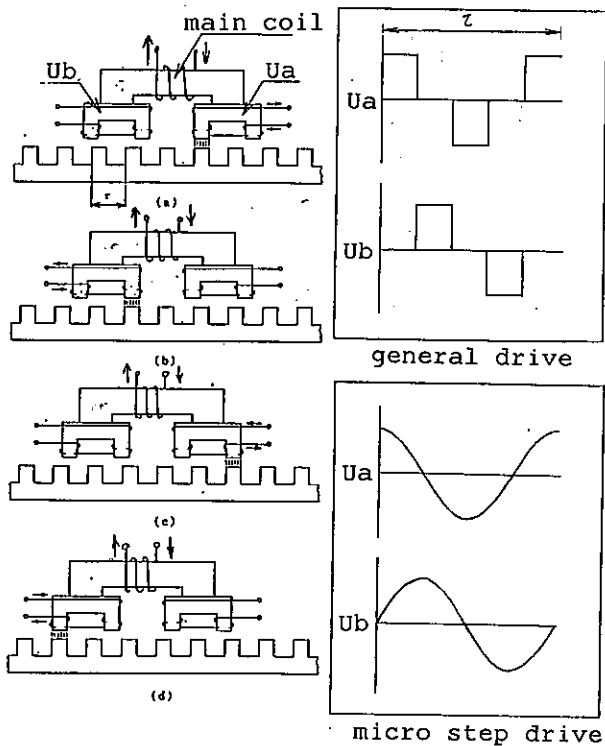 main coil
Ub
Ua
τ
(a)
(b)
(c)
(d)
τ
Ua
Ub
general drive
Ua
Ub
micro step drive